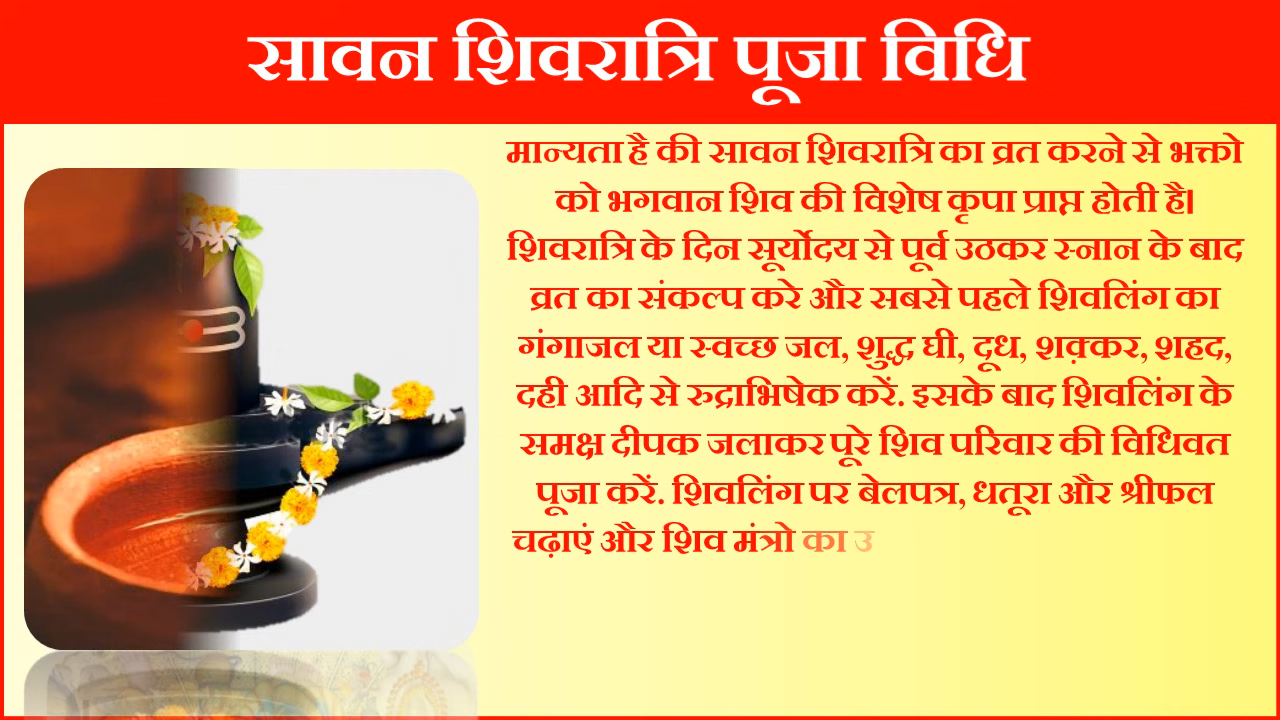 सावन शिवरात्रि पूजा विधि
मान्यता है की सावन शिवरात्रि का व्रत करने से भक्तो
को भगवान शिव की विशेष कृपा प्राप्त होती है।
शिवरात्रि के दिन सूर्योदय से पूर्व उठकर स्नान के बाद
व्रत का संकल्प करे और सबसे पहले शिवलिंग का
गंगाजल या स्वच्छ जल, शुद्ध घी, दूध, शक़्कर, शहद,
दही आदि से रुद्राभिषेक करें. इसके बाद शिवलिंग के
समक्ष दीपक जलाकर पूरे शिव परिवार की विधिवत
पूजा करें. शिवलिंग पर बेलपत्र, धतूरा और श्रीफल
चढ़ाएं और शिव मंत्रो का उ